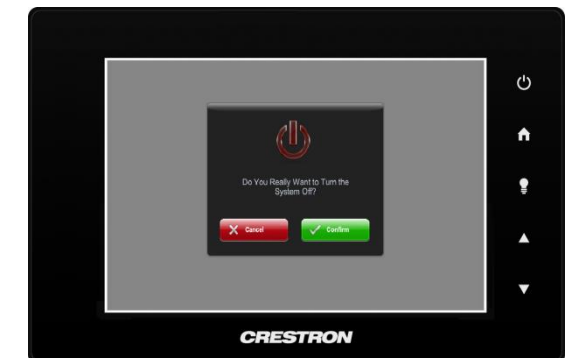 Do You Really Want to Turn the
System Off?
Cancel
Confirm
CRESTRON